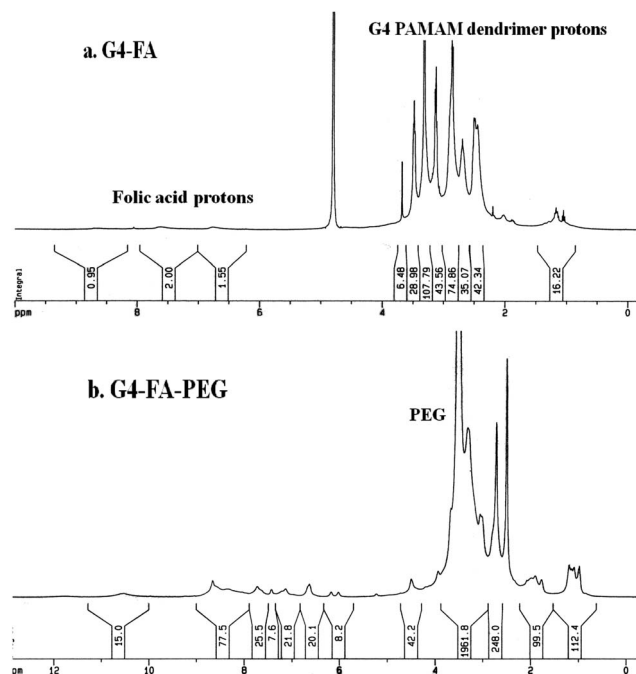 a. G4-FA
G4 PAMAM dendrimer protons
Folic acid protons
Integral
0.95
2.00
1.55
6.48
28.98
107.79
43.56
74.86
35.07
42.34
16.22
ppm 8 6 4 2 0
b. G4-FA-PEG
PEG
15.0
77.5
25.5
7.6
21.8
20.1
8.2
42.2
1961.8
248.0
99.5
112.4
12 10 8 6 4 2 0